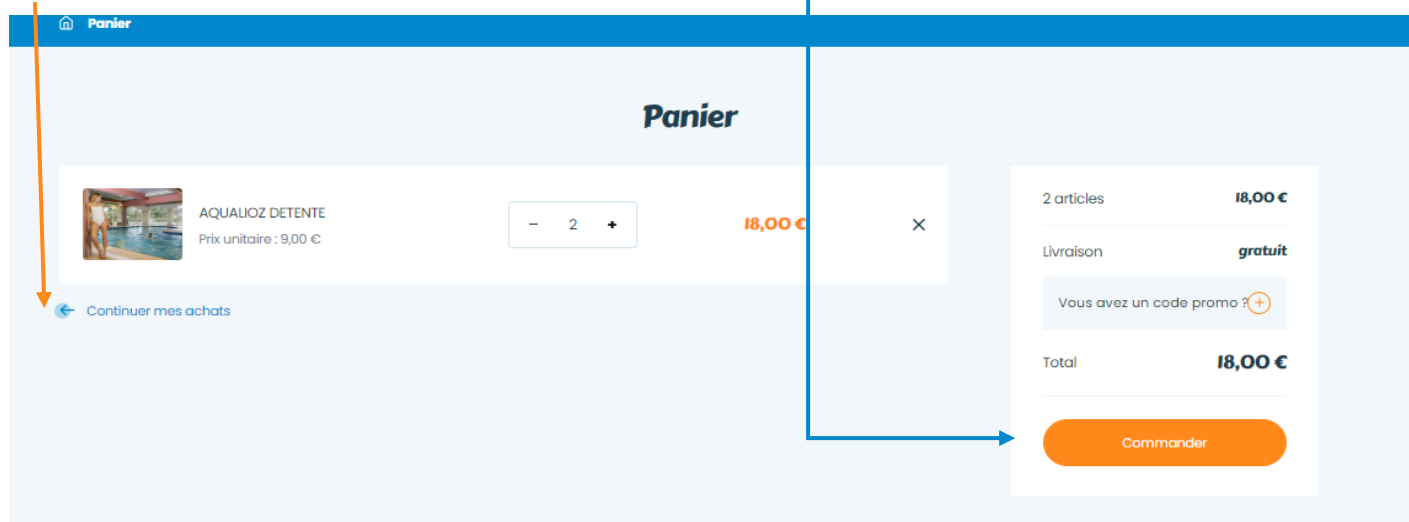 Panier
Panier
AQUALIOZ DETENTE
Prix unitaire : 9,00 €
- 2 +
18,00 €
×
Continuer mes achats
2 articles 18,00 €
Livraison gratuit
Vous avez un code promo ? +
Total 18,00 €
Commander